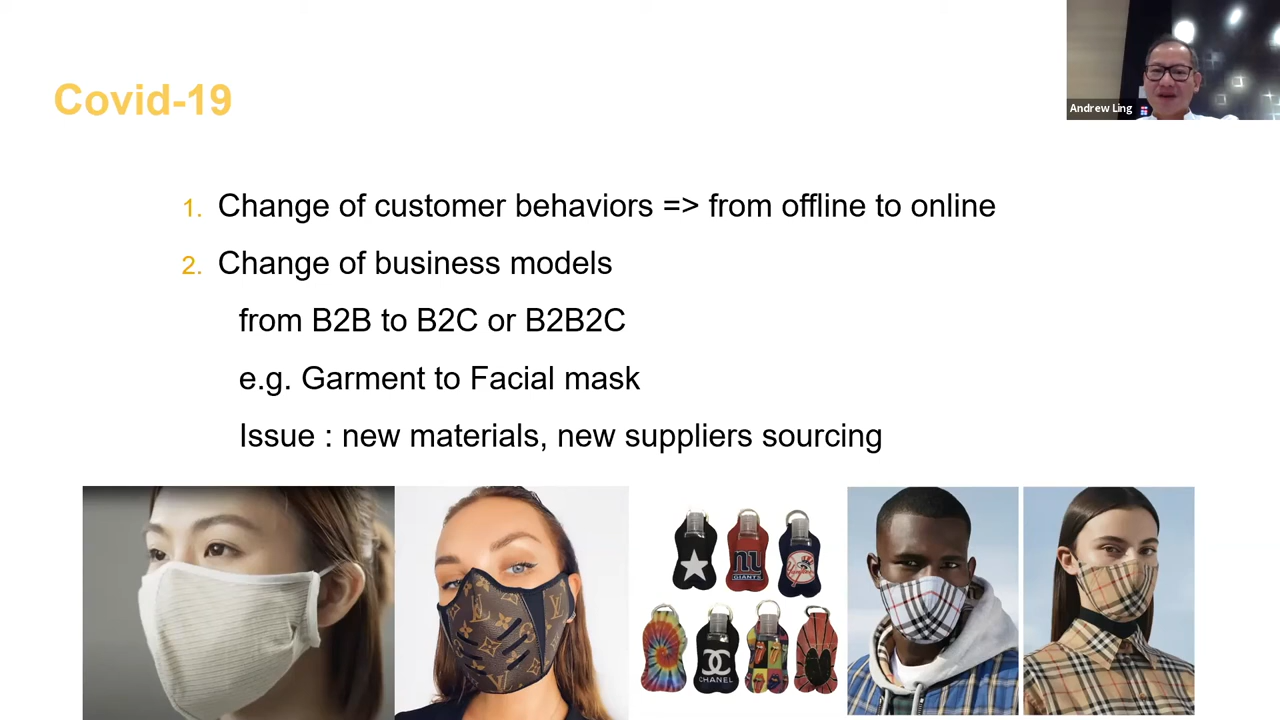 Covid-19
Andrew Ling
1. Change of customer behaviors => from offline to online
2. Change of business models
from B2B to B2C or B2B2C
e.g. Garment to Facial mask
Issue : new materials, new suppliers sourcing
GIANTS
CHANEL